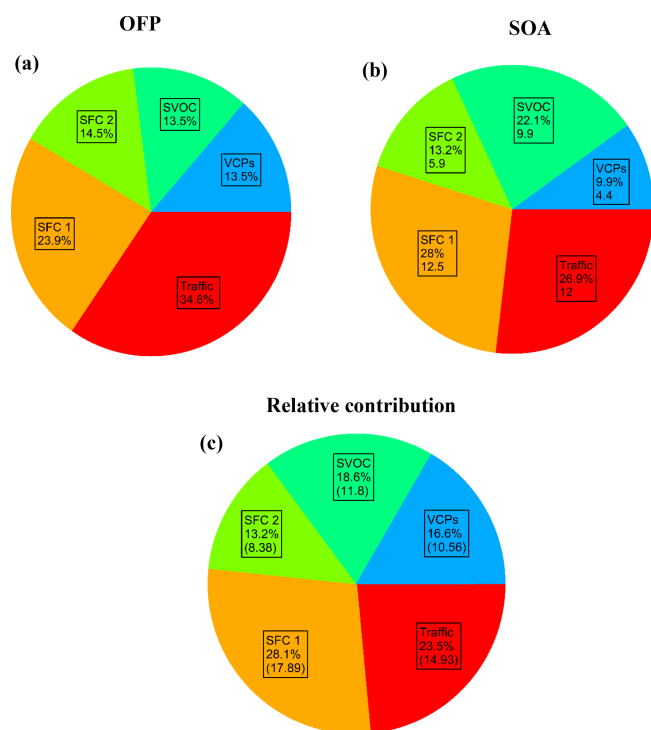 OFP
SOA
(a)
(b)
SFC 2
14.5%
SVOC
13.5%
VCPs
13.5%
SFC 1
23.9%
Traffic
34.6%
SVOC
22.1%
9.9
SFC 2
13.2%
5.9
VCPs
9.9%
4.4
SFC 1
28%
12.5
Traffic
26.9%
12
Relative contribution
(c)
SVOC
18.6%
(11.8)
SFC 2
13.2%
(8.38)
VCPs
16.6%
(10.56)
SFC 1
28.1%
(17.89)
Traffic
23.5%
(14.93)